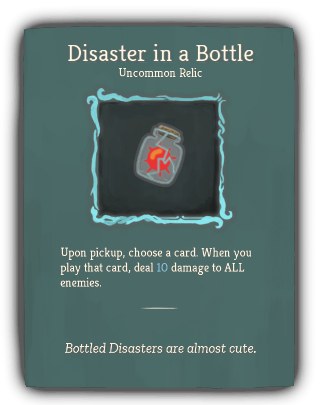 Disaster in a Bottle
Uncommon Relic
Upon pickup, choose a card. When you
play that card, deal 10 damage to ALL
enemies.
Bottled Disasters are almost cute.